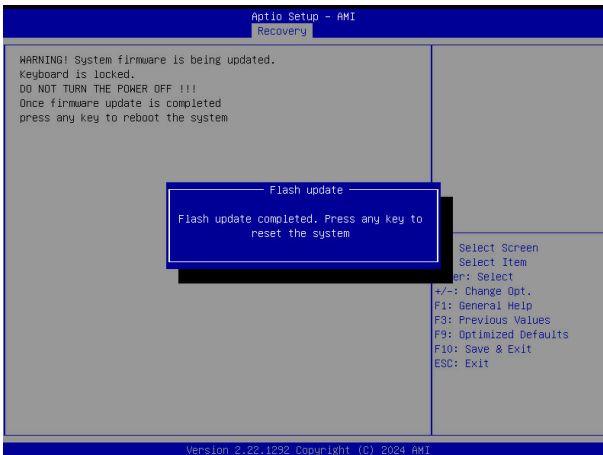 Aptio Setup - AMI
Recovery
WARNING! System firmware is being updated.
Keyboard is locked.
DO NOT TURN THE POWER OFF !!!
Once firmware update is completed
press any key to reboot the system
Flash update
Flash update completed. Press any key to
reset the system
Select Screen
Select Item
er: Select
+/-: Change Opt.
F1: General Help
F3: Previous Values
F9: Optimized Defaults
F10: Save & Exit
ESC: Exit
Version 2.22.1292 Copyright (C) 2024 AMI